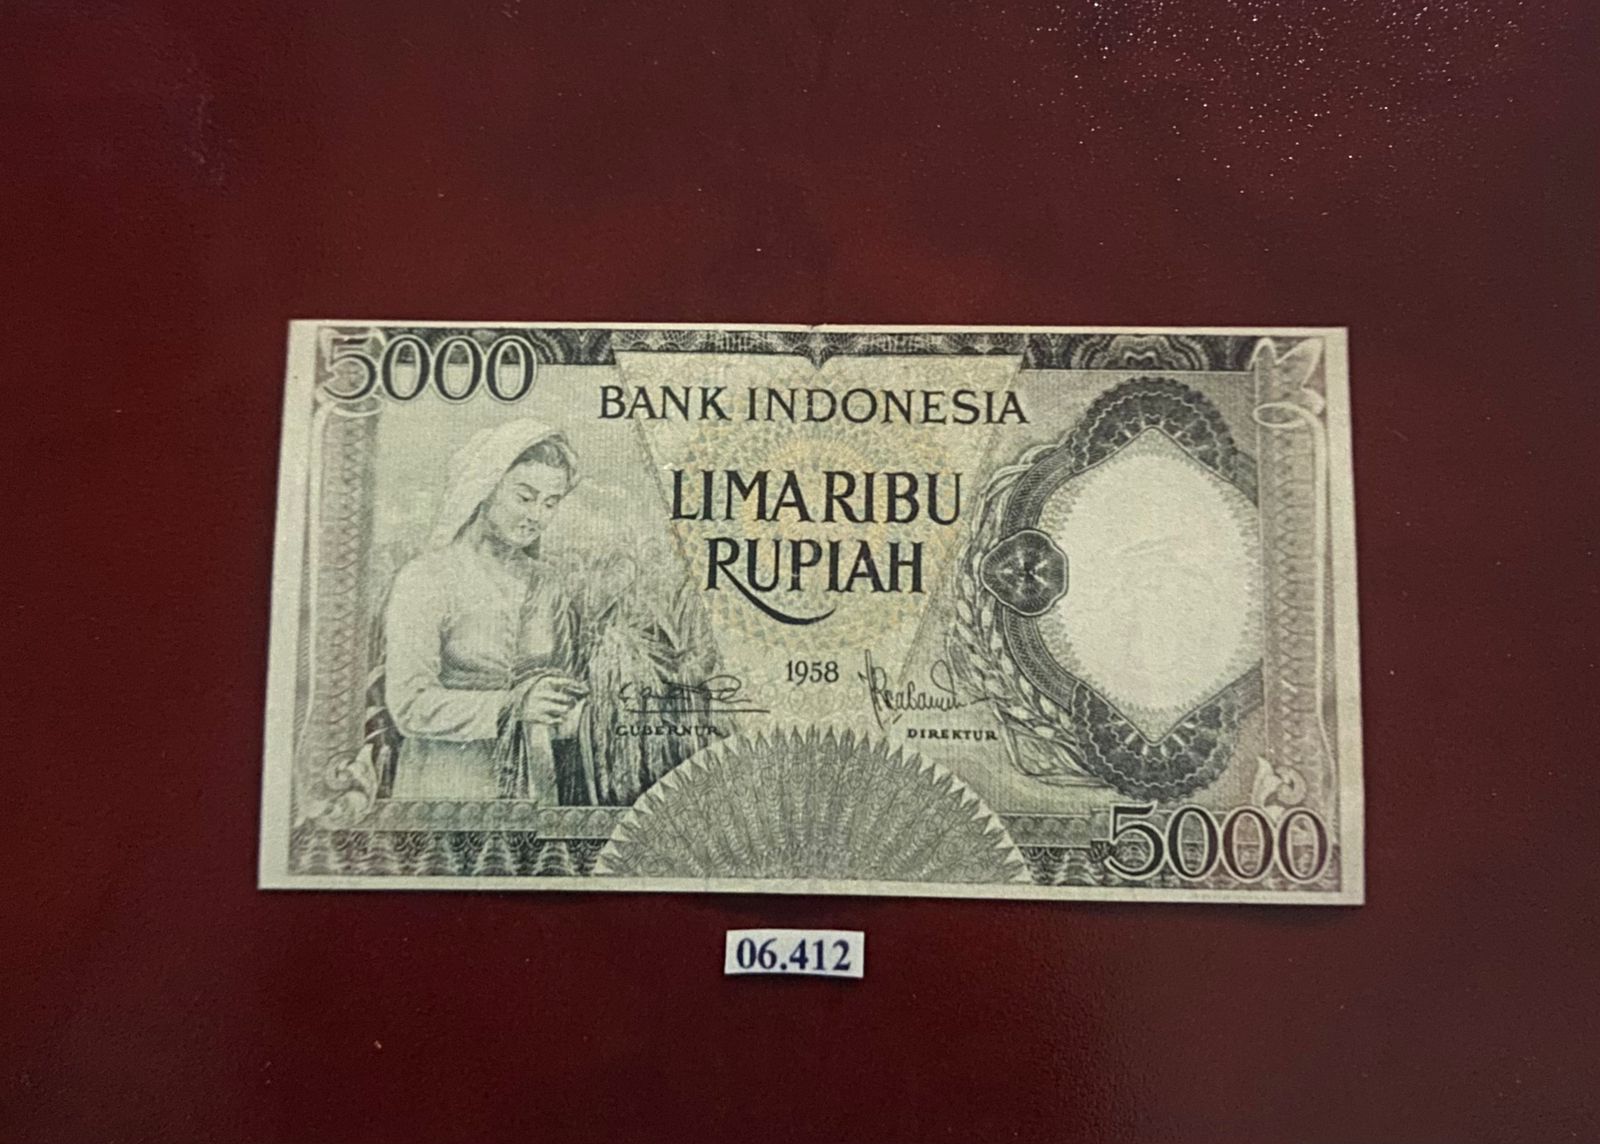 5000
BANK INDONESIA
LIMA RIBU
RUPIAH
1958
GUBERNUR
DIREKTUR
5000
06.412